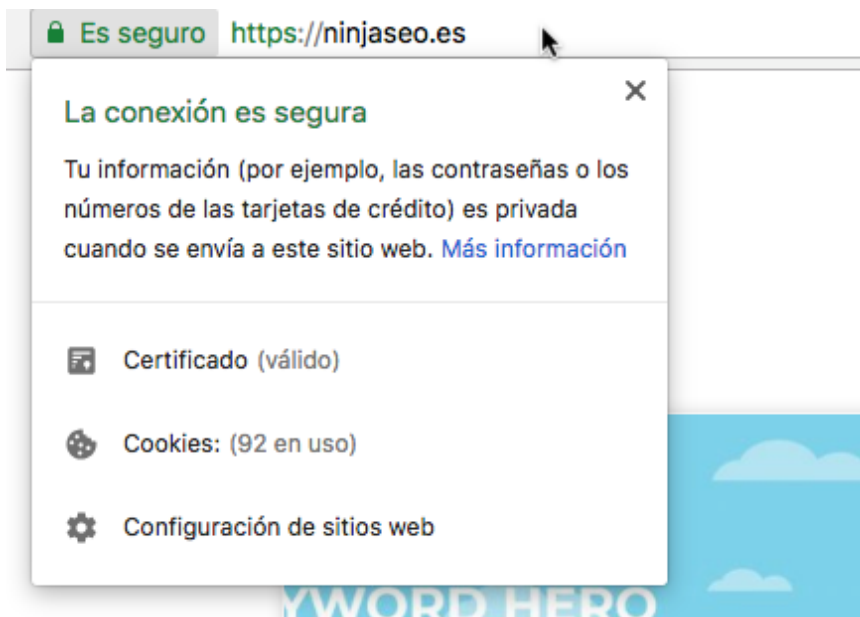 Es seguro https://ninjaseo.es
La conexión es segura
Tu información (por ejemplo, las contraseñas o los
números de las tarjetas de crédito) es privada
cuando se envía a este sitio web. Más información
Certificado (válido)
Cookies: (92 en uso)
Configuración de sitios web
YWORD HERO